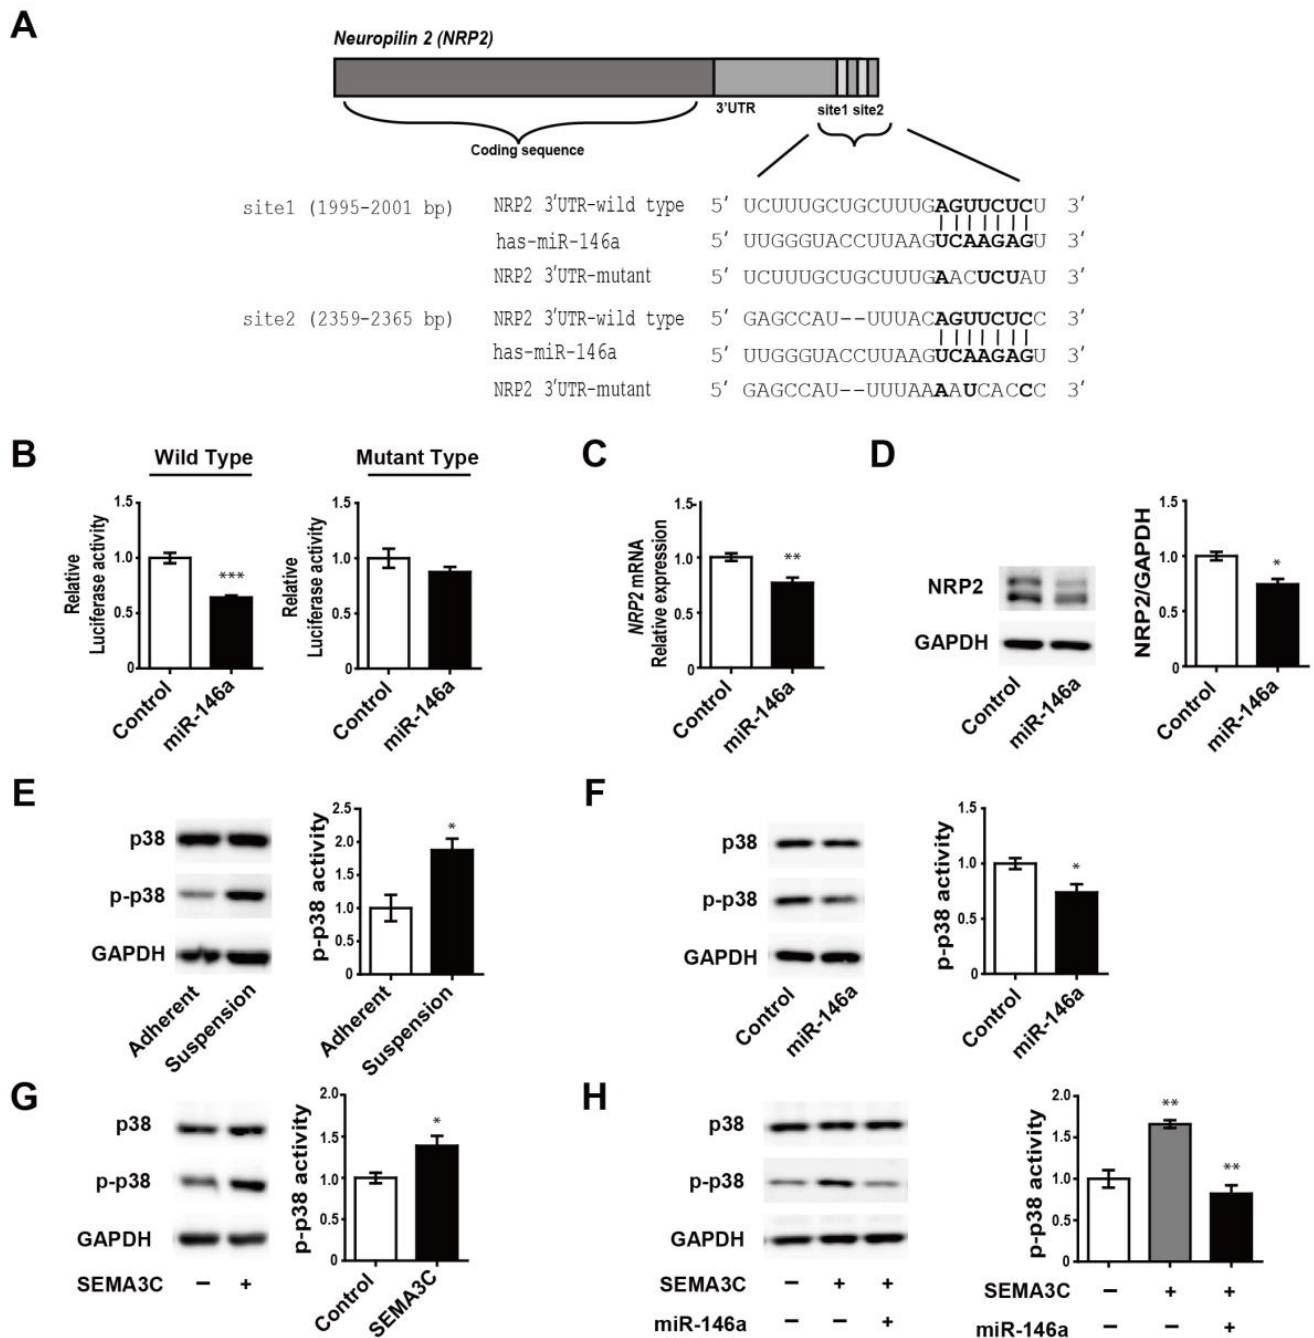 A
Neuropilin 2 (NRP2)
3'UTR
site1 site2
Coding sequence
site1 (1995-2001 bp) NRP2 3'UTR-wild type 5' UCUUUGCUGCUUUGAGUUCUCU 3'
has-miR-146a 5' UUGGGUACCUUAAGUCAAGAGU 3'
NRP2 3'UTR-mutant 5' UCUUUGCUGCUUUGAACUCUAU 3'
site2 (2359-2365 bp) NRP2 3'UTR-wild type 5' GAGCCAU--UUUACAGUUCUCC 3'
has-miR-146a 5' UUGGGUACCUUAAGUCAAGAGU 3'
NRP2 3'UTR-mutant 5' GAGCCAU--UUUAAAAUCACCC 3'
B
Wild Type
Relative
Luciferase activity
1.5
1.0
0.5
0
***
Control
miR-146a
Mutant Type
Relative
Luciferase activity
1.5
1.0
0.5
0
Control
miR-146a
C
NRP2 mRNA
Relative expression
1.5
1.0
0.5
0
**
Control
miR-146a
D
NRP2
GAPDH
Control
miR-146a
NRP2/GAPDH
1.5
1.0
0.5
0
*
Control
miR-146a
E
p38
p-p38
GAPDH
Adherent
Suspension
p-p38 activity
2.5
2.0
1.5
1.0
0.5
0
*
Adherent
Suspension
F
p38
p-p38
GAPDH
Control
miR-146a
p-p38 activity
1.5
1.0
0.5
0
*
Control
miR-146a
G
p38
p-p38
GAPDH
SEMA3C − +
p-p38 activity
2.0
1.5
1.0
0.5
0
*
Control
SEMA3C
H
p38
p-p38
GAPDH
SEMA3C − + +
miR-146a − − +
p-p38 activity
2.0
1.5
1.0
0.5
0
**
**
SEMA3C − + +
miR-146a − − +